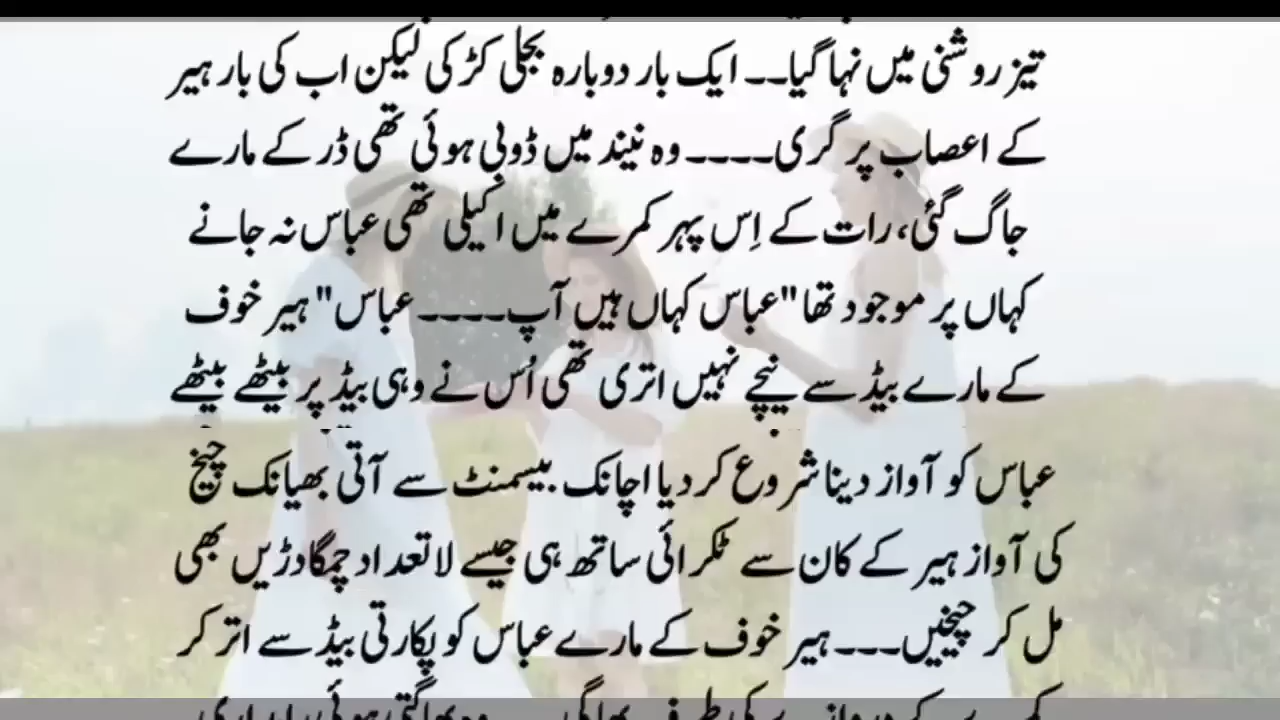 تیز روشنی میں نہا گیا۔۔ ایک بار دوبارہ بجلی کڑکی لیکن اب کی بار ہیر
کے اعصاب پر گری۔۔۔۔ وہ نیند میں ڈوبی ہوئی تھی ڈر کے مارے
جاگ گئی، رات کے اِس پہر کمرے میں اکیلی تھی عباس نہ جانے
کہاں پر موجود تھا "عباس کہاں ہیں آپ۔۔۔۔ عباس" ہیر خوف
کے مارے بیڈ سے نیچے نہیں اتری تھی اُس نے وہی بیڈ پر بیٹھے بیٹھے
عباس کو آواز دینا شروع کر دیا اچانک بیسمنٹ سے آتی بھیانک چیخ
کی آواز ہیر کے کان سے ٹکرائی ساتھ ہی جیسے لاتعداد چمگادڑیں بھی
مل کر چیخیں۔۔۔ ہیر خوف کے مارے عباس کو پکارتی بیڈ سے اتر کر